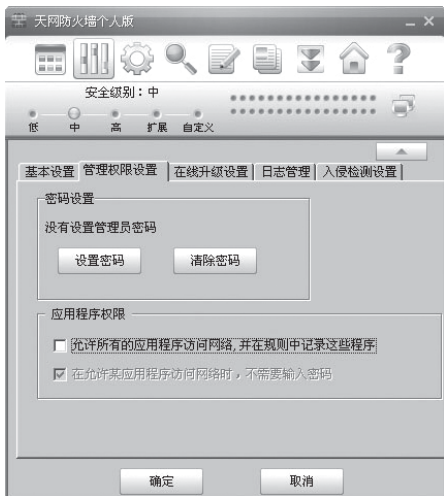 天网防火墙个人版
安全级别：中
低 中 高 扩展 自定义
基本设置 管理权限设置 在线升级设置 日志管理 入侵检测设置
密码设置
没有设置管理员密码
设置密码 清除密码
应用程序权限
允许所有的应用程序访问网络,并在规则中记录这些程序
在允许某应用程序访问网络时，不需要输入密码
确定 取消